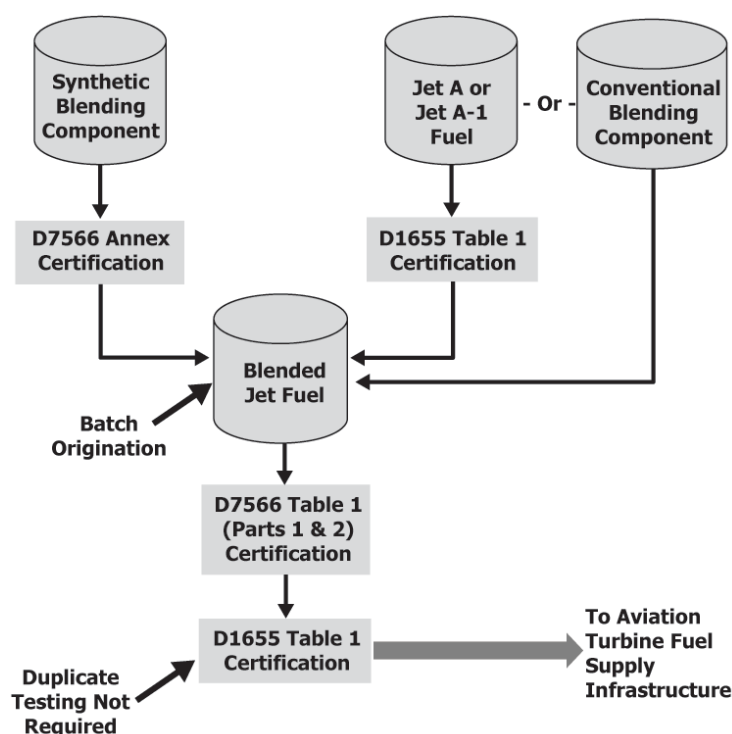 Synthetic
Blending
Component
Jet A or
Jet A-1
Fuel
- Or -
Conventional
Blending
Component
D7566 Annex
Certification
D1655 Table 1
Certification
Blended
Jet Fuel
Batch
Origination
D7566 Table 1
(Parts 1 & 2)
Certification
D1655 Table 1
Certification
To Aviation
Turbine Fuel
Supply
Infrastructure
Duplicate
Testing Not
Required